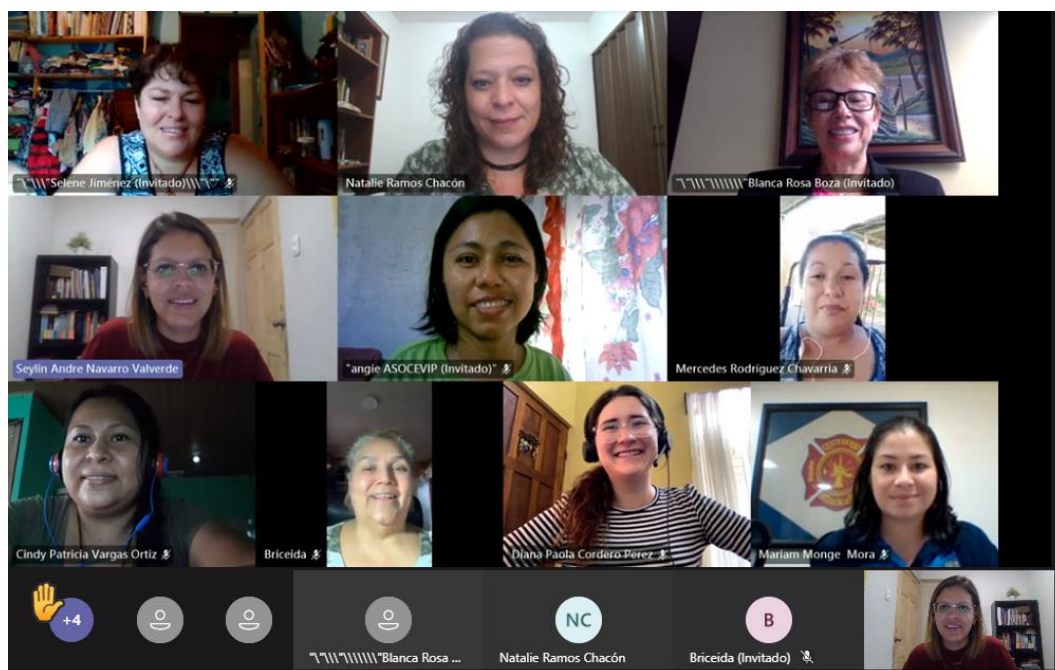 "\"\\\"Selene Jiménez (Invitado)\\\"\""
Natalie Ramos Chacón
"\"\\\"\\\\\\\"Blanca Rosa Boza (Invitado)
Seylin Andre Navarro Valverde
"angie ASOCEVIP (Invitado)"
Mercedes Rodríguez Chavarria
Cindy Patricia Vargas Ortiz
Briceida
Diana Paola Cordero Perez
Mariam Monge Mora
+4
"\"\\\"\\\\\\\"Blanca Rosa ...
NC
Natalie Ramos Chacón
B
Briceida (Invitado)